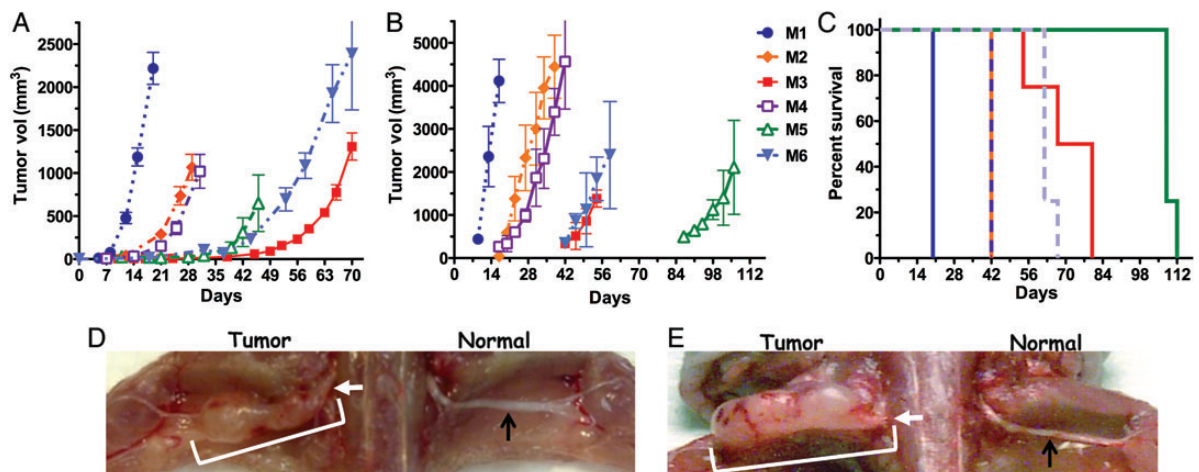 A
Tumor vol (mm³)
2500
2000
1500
1000
500
0
0 7 14 21 28 35 42 49 56 63 70
Days
B
Tumor vol (mm³)
5000
4000
3000
2000
1000
0
0 14 28 42 56 70 84 98 112
Days
M1
M2
M3
M4
M5
M6
C
Percent survival
100
80
60
40
20
0
0 14 28 42 56 70 84 98 112
Days
D
Tumor
Normal
E
Tumor
Normal